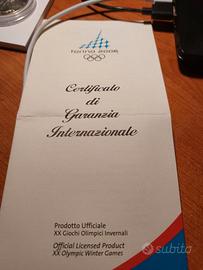 torino 2006
Certificato
di
Garanzia
Internazionale
Prodotto Ufficiale
XX Giochi Olimpici Invernali
Official Licensed Product
XX Olympic Winter Games
subito